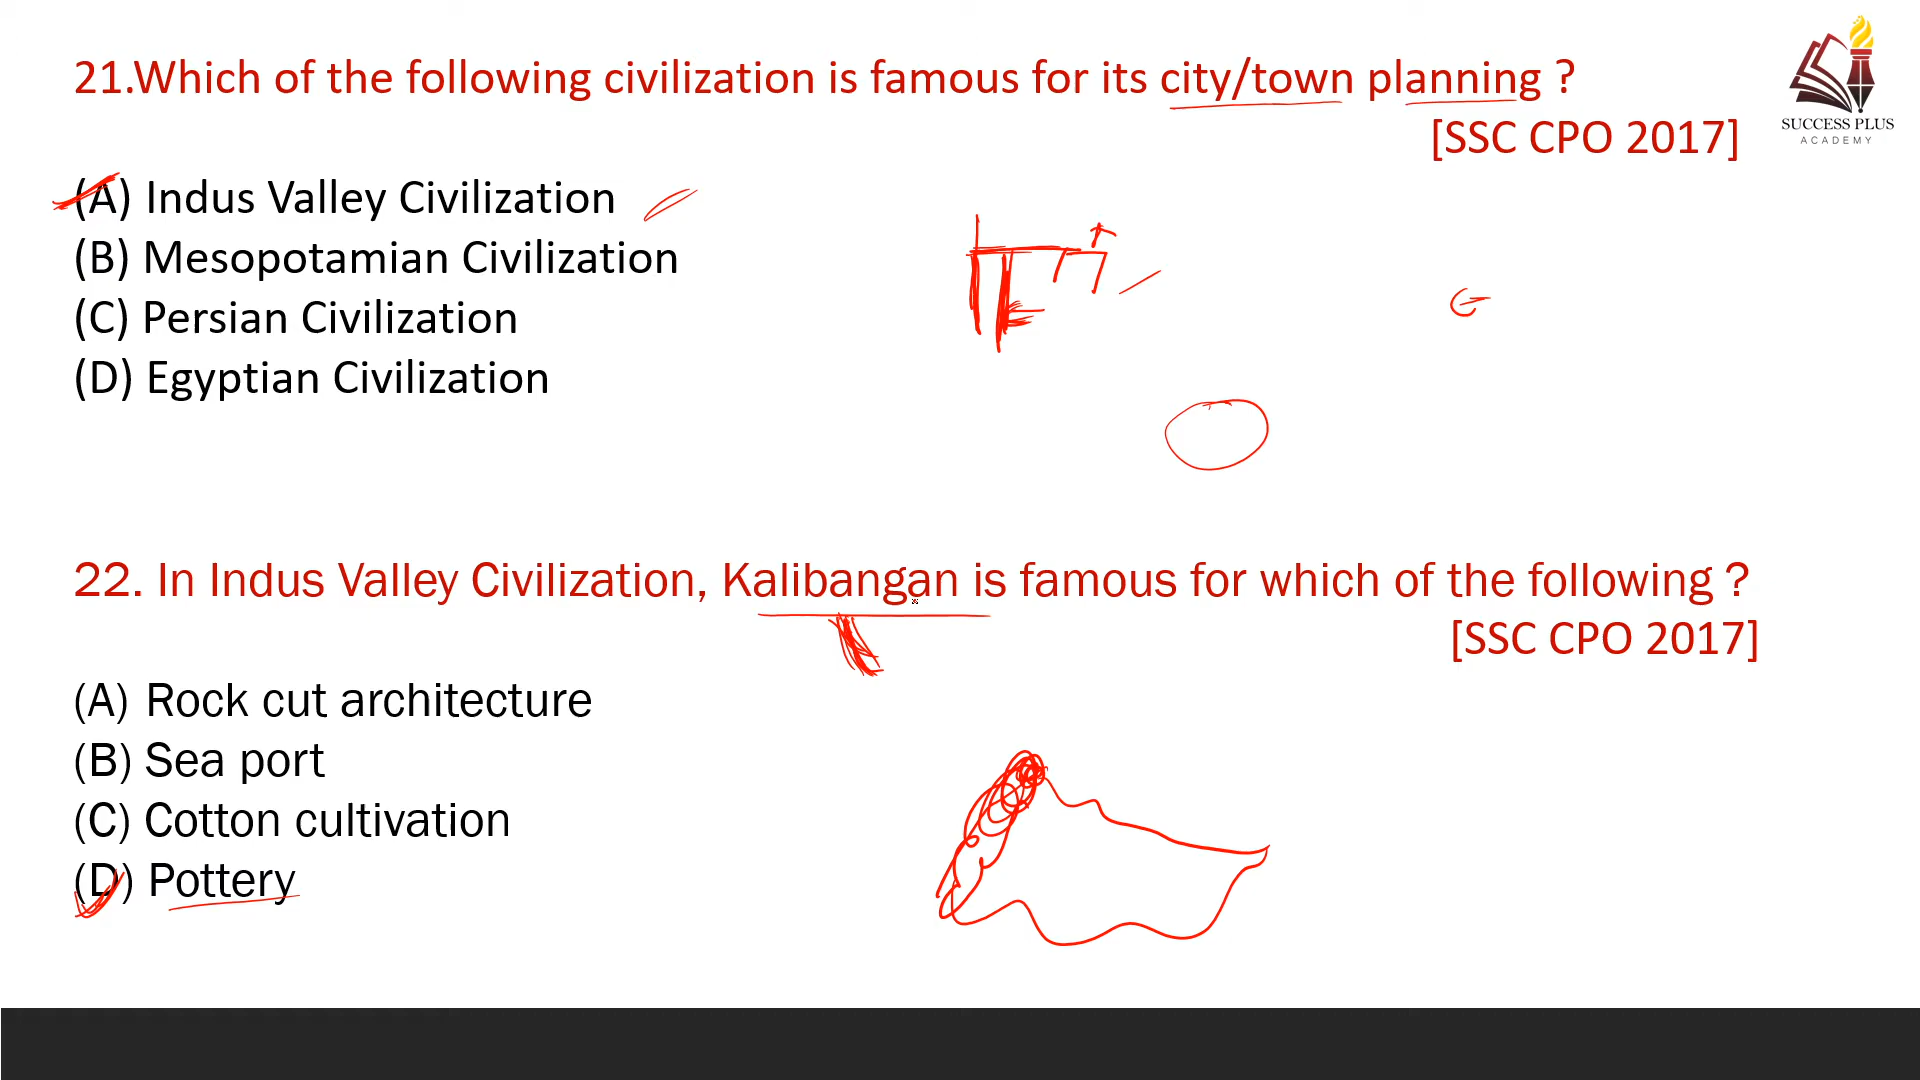 21.Which of the following civilization is famous for its city/town planning ?
[SSC CPO 2017]
SUCCESS PLUS
ACADEMY
(A) Indus Valley Civilization
(B) Mesopotamian Civilization
(C) Persian Civilization
(D) Egyptian Civilization
22. In Indus Valley Civilization, Kalibangan is famous for which of the following ?
[SSC CPO 2017]
(A) Rock cut architecture
(B) Sea port
(C) Cotton cultivation
(D) Pottery